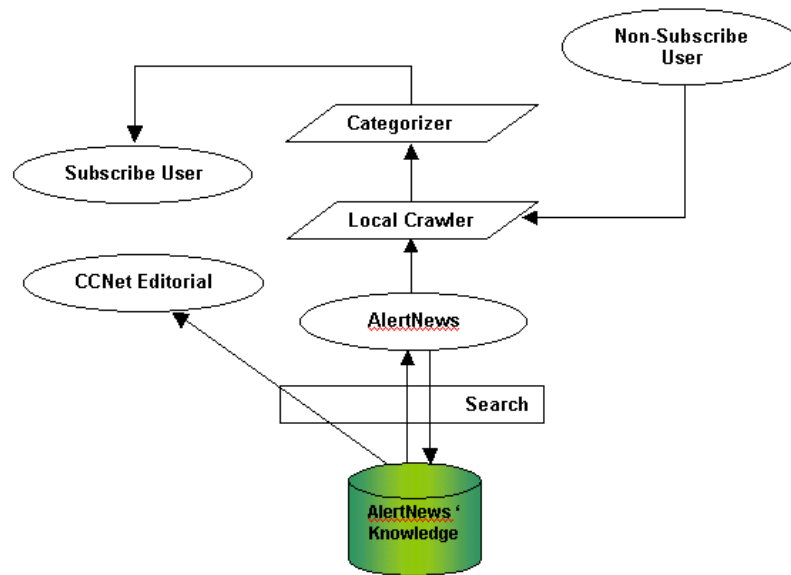 Non-Subscribe
User
Categorizer
Subscribe User
Local Crawler
CCNet Editorial
AlertNews
Search
AlertNews ‘
Knowledge